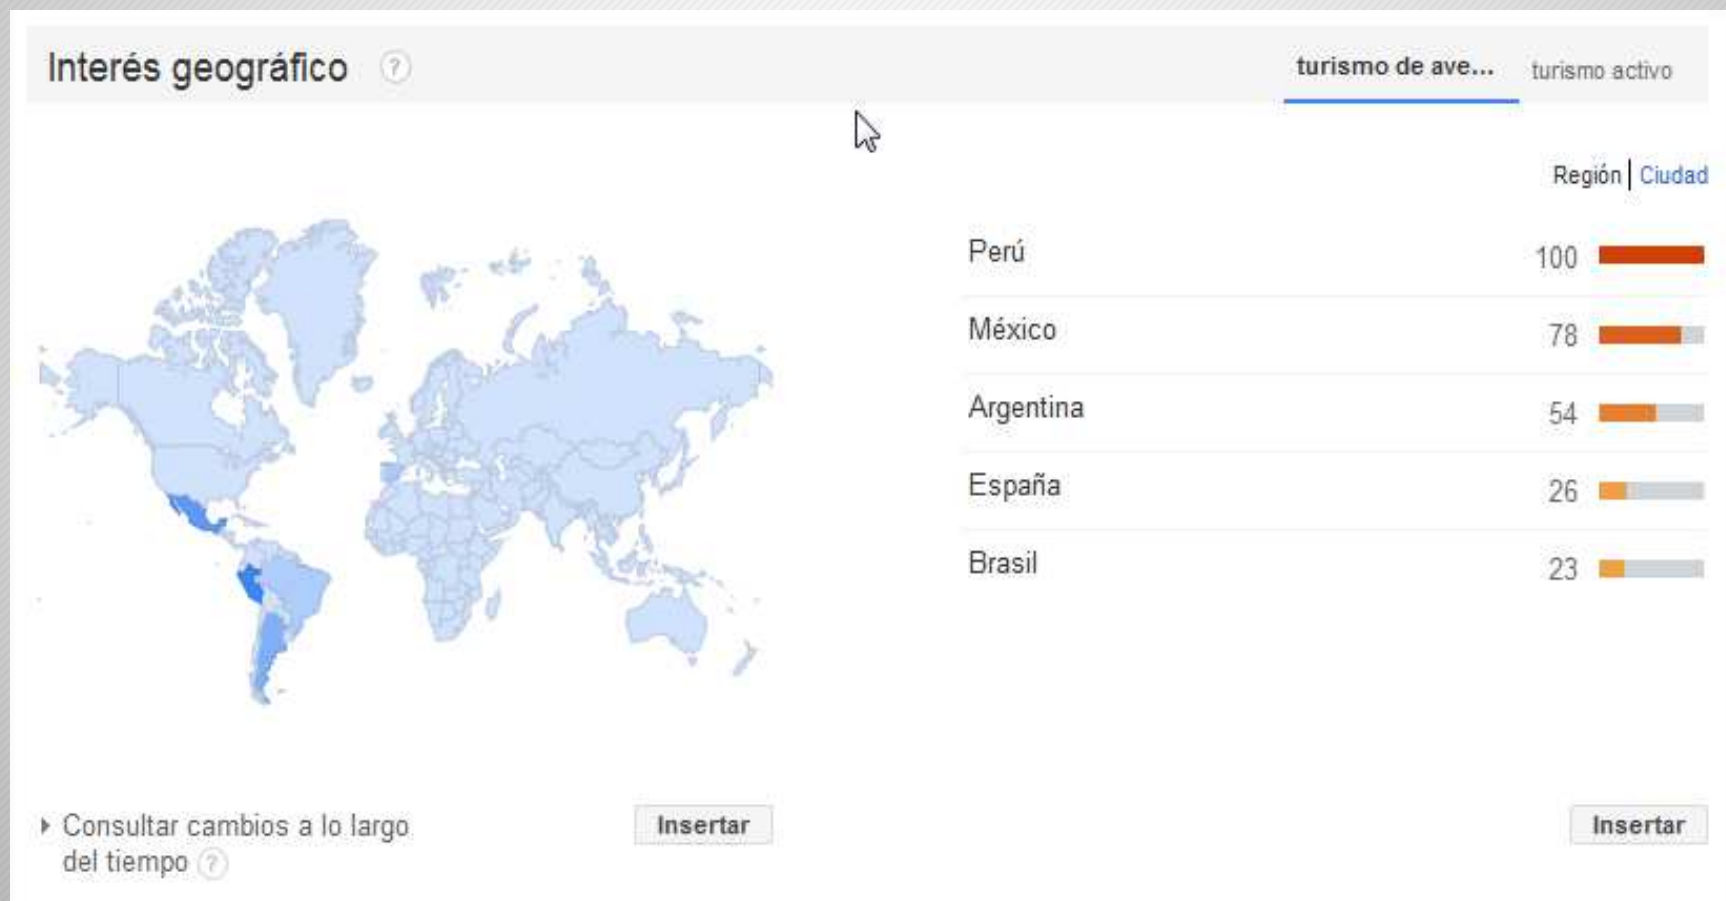 Interés geográfico ?
turismo de ave... turismo activo
Región | Ciudad
Perú 100
México 78
Argentina 54
España 26
Brasil 23
Consultar cambios a lo largo
del tiempo ?
Insertar
Insertar